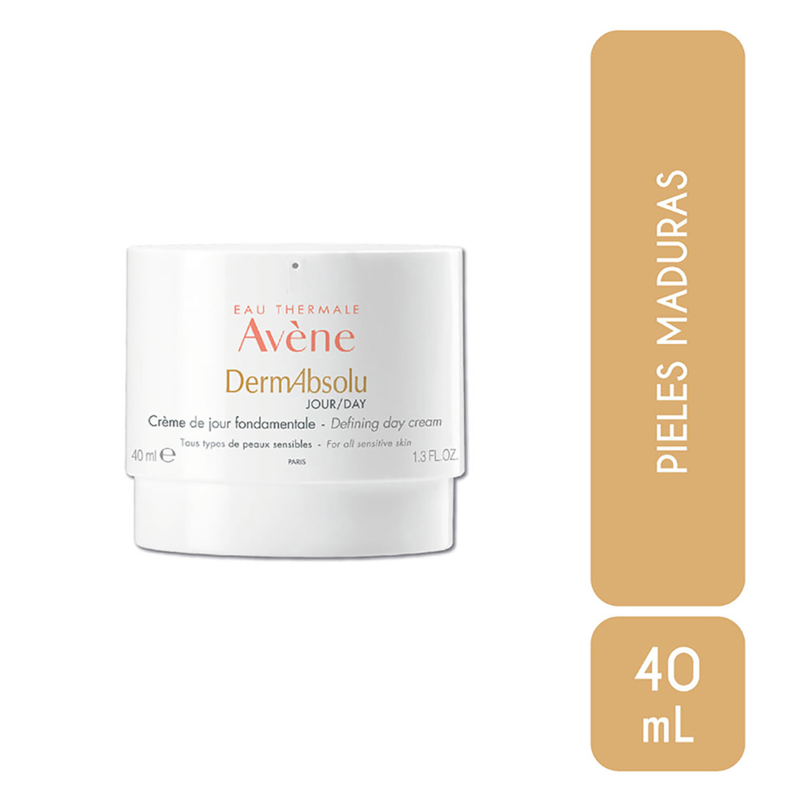 EAU THERMALE
Avène
DermAbsolu
JOUR/DAY
Crème de jour fondamentale - Defining day cream
Tous types de peaux sensibles - For all sensitive skin
40 ml e
PARIS
1.3 FL.OZ.
PIELES MADURAS
40
mL